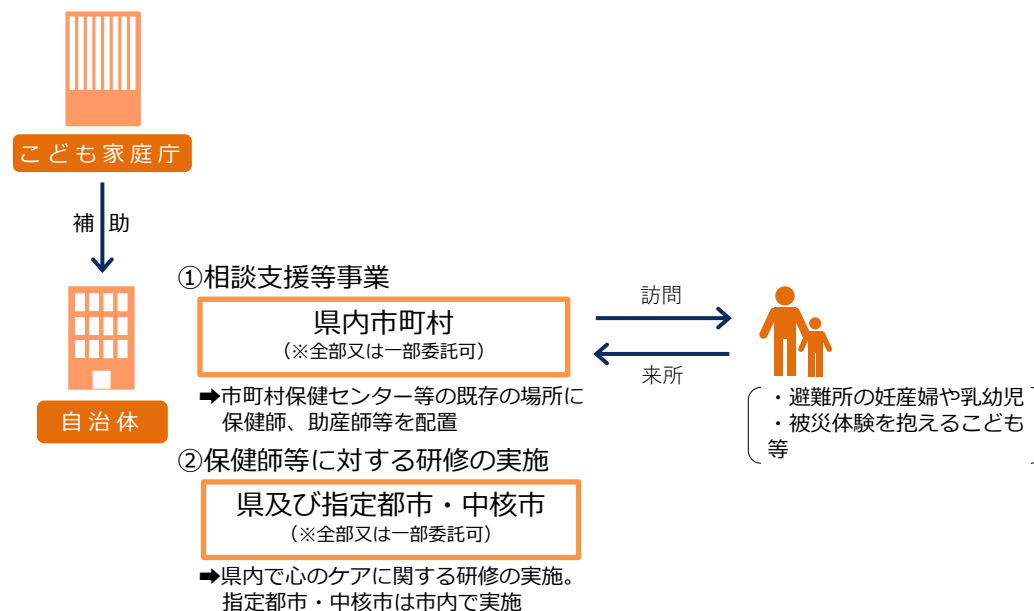 こども家庭庁
補助
自治体
①相談支援等事業
県内市町村
（※全部又は一部委託可）
➡市町村保健センター等の既存の場所に
保健師、助産師等を配置
訪問
来所
・避難所の妊産婦や乳幼児
・被災体験を抱えるこども
等
②保健師等に対する研修の実施
県及び指定都市・中核市
（※全部又は一部委託可）
➡県内で心のケアに関する研修の実施。
指定都市・中核市は市内で実施